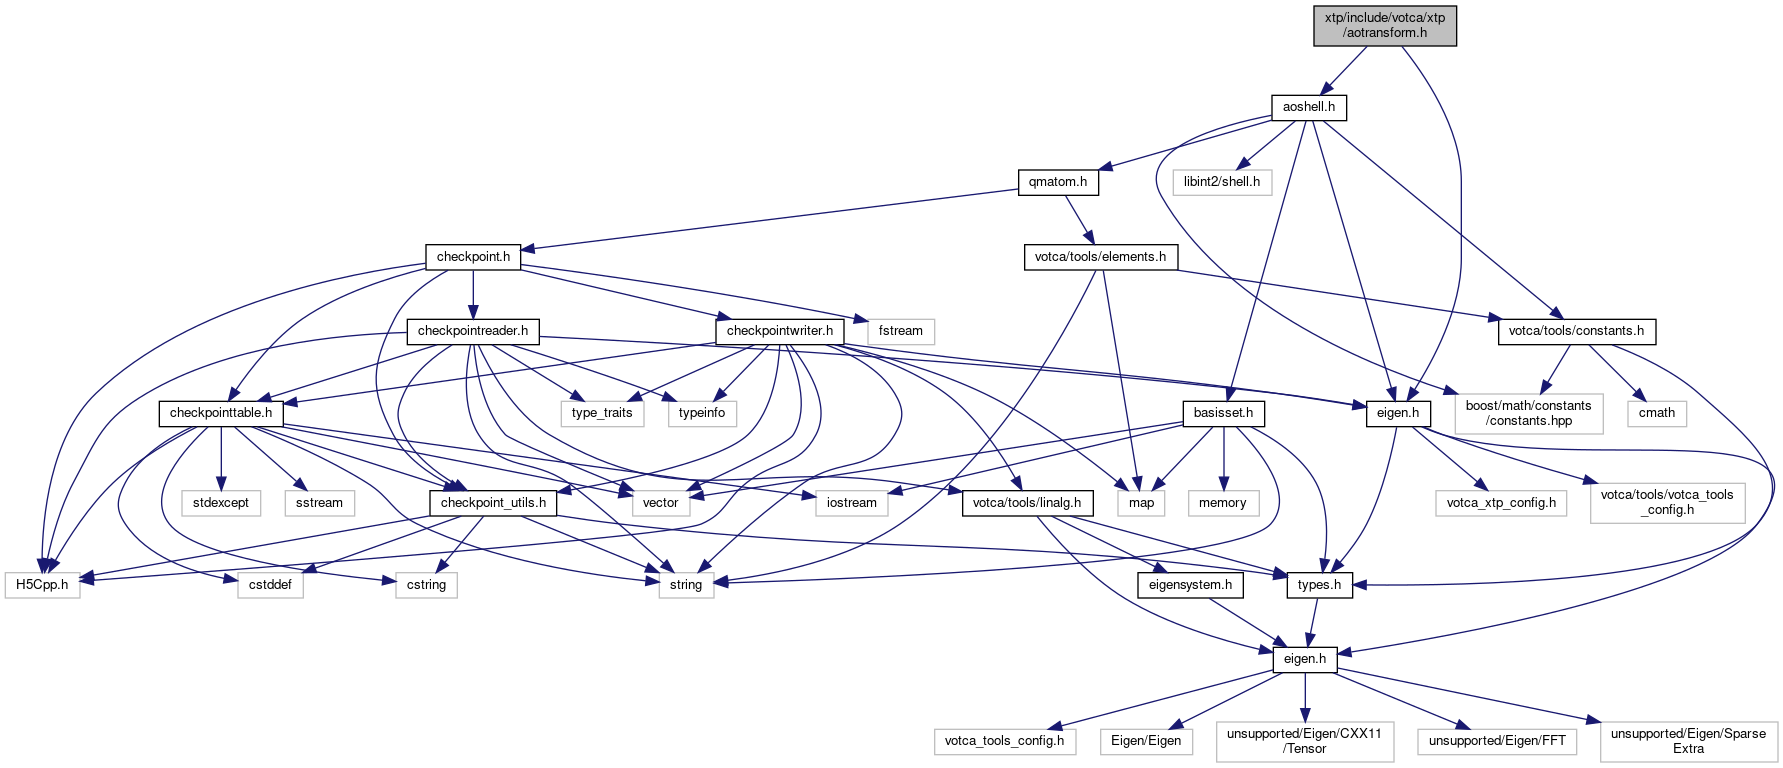 xtp/include/votca/xtp
/aotransform.h
aoshell.h
qmatom.h
libint2/shell.h
checkpoint.h
votca/tools/elements.h
checkpointreader.h
checkpointwriter.h
fstream
votca/tools/constants.h
checkpointtable.h
type_traits
typeinfo
basisset.h
eigen.h
boost/math/constants
/constants.hpp
cmath
stdexcept
sstream
checkpoint_utils.h
vector
iostream
votca/tools/linalg.h
map
memory
votca_xtp_config.h
votca/tools/votca_tools
_config.h
H5Cpp.h
cstddef
cstring
string
eigensystem.h
types.h
eigen.h
votca_tools_config.h
Eigen/Eigen
unsupported/Eigen/CXX11
/Tensor
unsupported/Eigen/FFT
unsupported/Eigen/Sparse
Extra